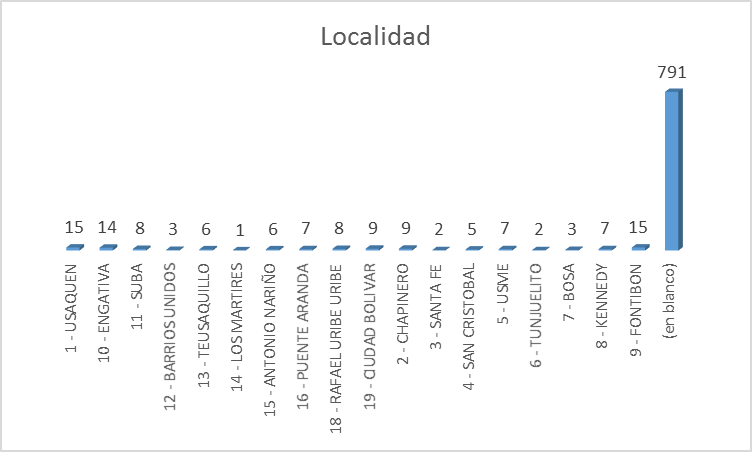 Localidad
791
15 14 8 3 6 1 6 7 8 9 9 2 5 7 2 3 7 15
1 - USAQUEN
10 - ENGATIVA
11 - SUBA
12 - BARRIOS UNIDOS
13 - TEUSAQUILLO
14 - LOS MARTIRES
15 - ANTONIO NARIÑO
16 - PUENTE ARANDA
18 - RAFAEL URIBE URIBE
19 - CIUDAD BOLIVAR
2 - CHAPINERO
3 - SANTA FE
4 - SAN CRISTOBAL
5 - USME
6 - TUNJUELITO
7 - BOSA
8 - KENNEDY
9 - FONTIBON
(en blanco)